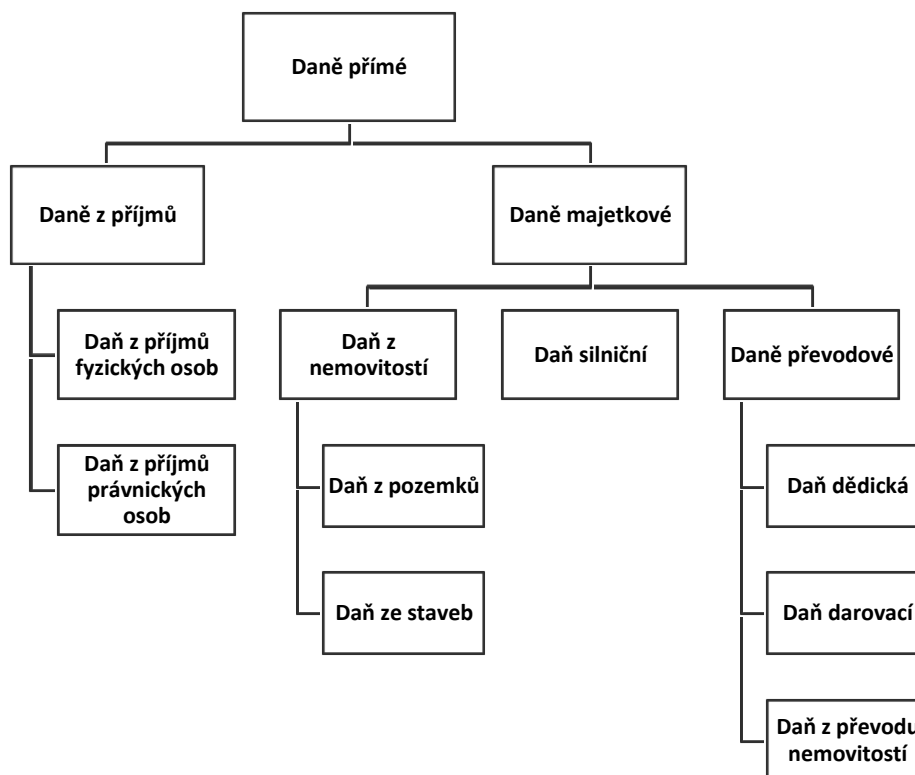 Daně přímé
Daně z příjmů
Daně majetkové
Daň z příjmů
fyzických osob
Daň z
nemovitostí
Daň silniční
Daně převodové
Daň z příjmů
právnických
osob
Daň z pozemků
Daň dědická
Daň ze staveb
Daň darovací
Daň z převodu
nemovitostí